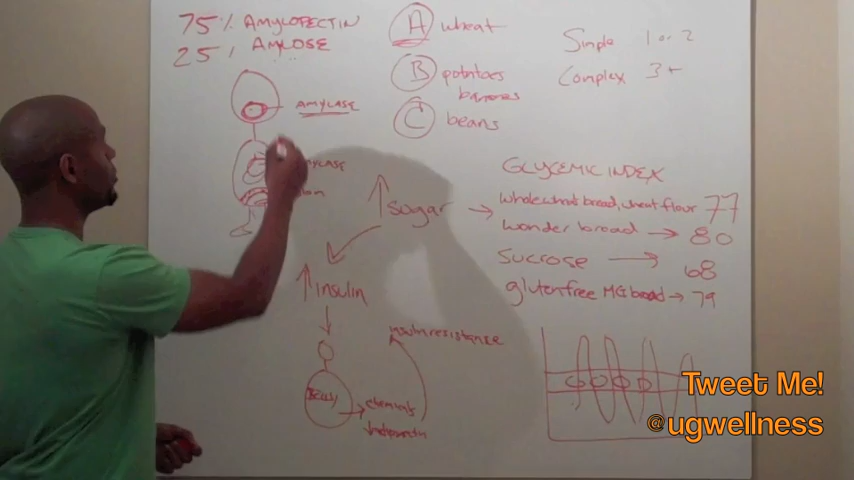 75% AMYLOPECTIN
25% AMYLOSE
AMYLASE
A wheat
B potatoes
bananas
C beans
Simple 1 or 2
Complex 3+
GLYCEMIC INDEX
whole wheat bread, wheat flour 77
wonder bread → 80
Sucrose → 68
gluten free MG bread → 79
↑ sugar →
↑ insulin
Belly
→ chemicals
insulin resistance
Tweet Me!
@ugwellness